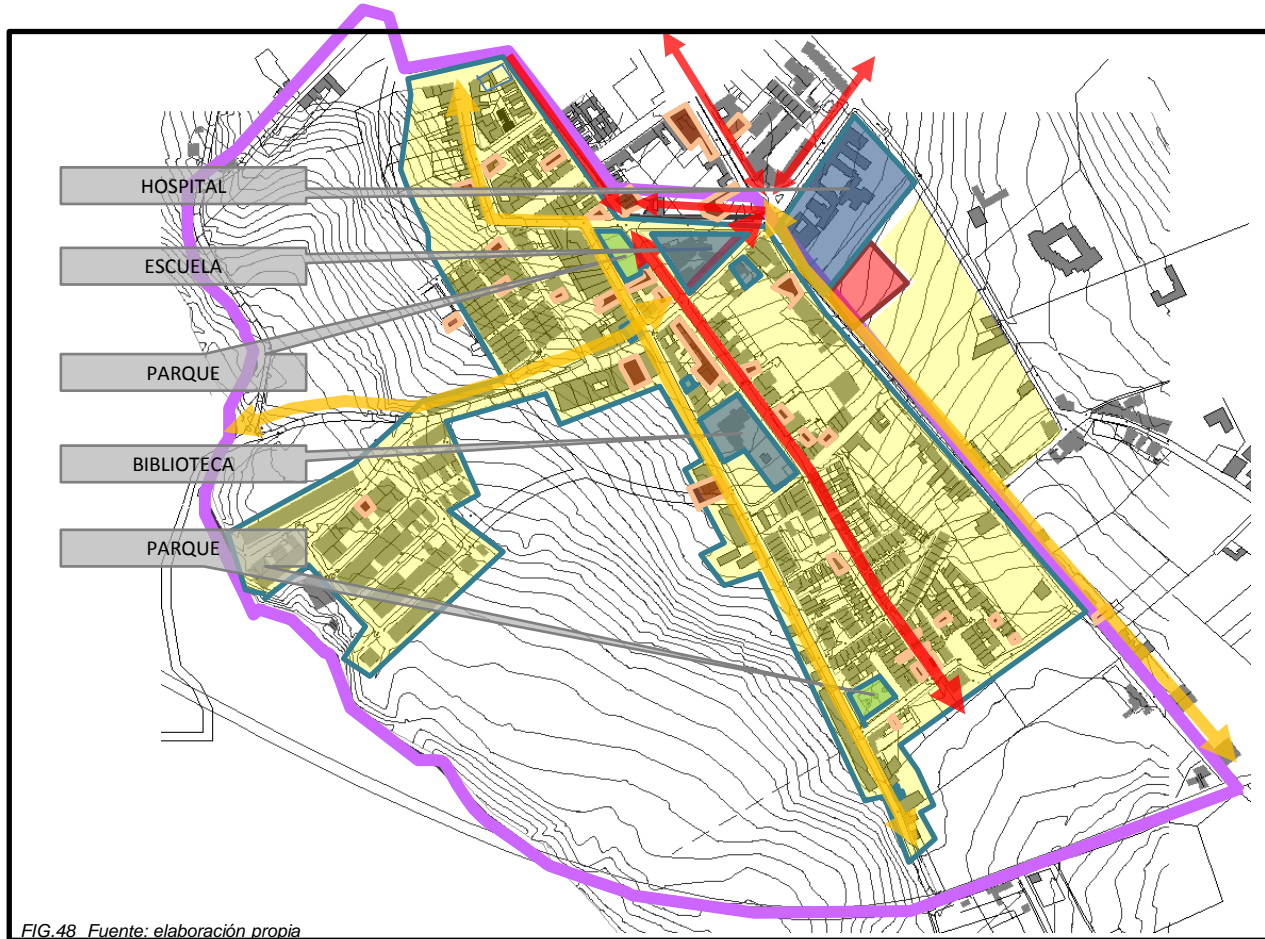 HOSPITAL
ESCUELA
PARQUE
BIBLIOTECA
PARQUE
FIG.48 Fuente: elaboración propia